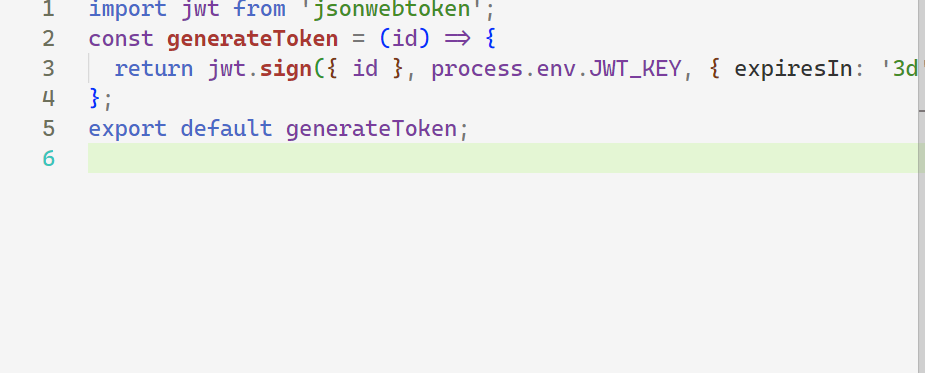 1 import jwt from 'jsonwebtoken';
2 const generateToken = (id) => {
3 return jwt.sign({ id }, process.env.JWT_KEY, { expiresIn: '3d'
4 };
5 export default generateToken;
6